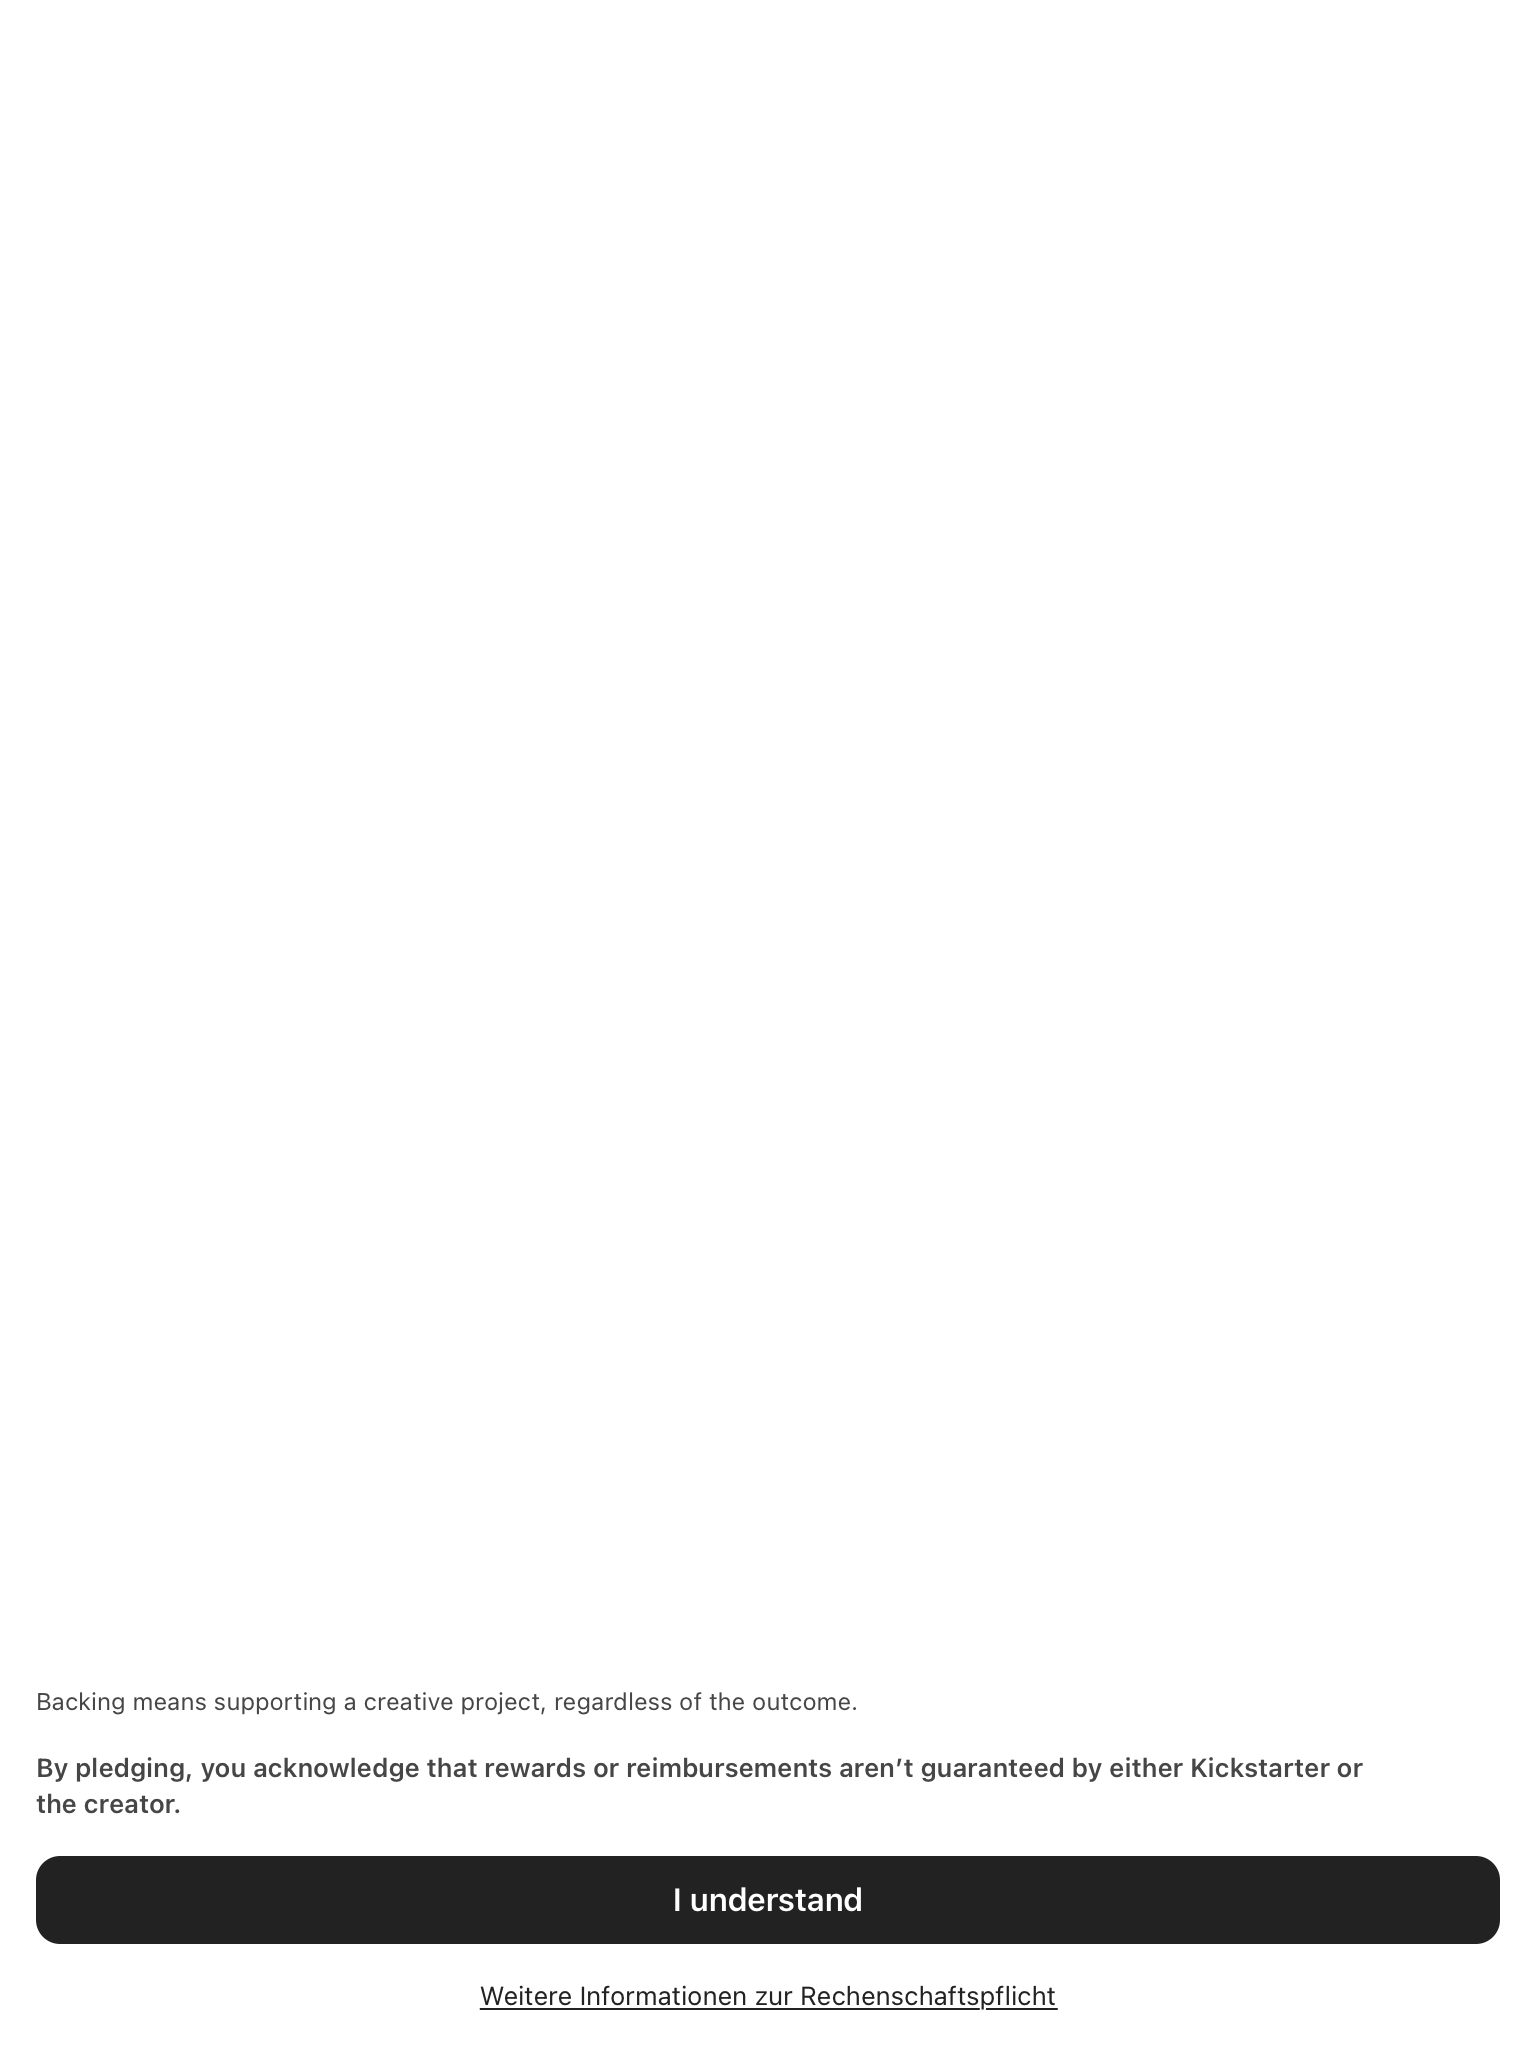 Backing means supporting a creative project, regardless of the outcome.
By pledging, you acknowledge that rewards or reimbursements aren’t guaranteed by either Kickstarter or
the creator.
I understand
Weitere Informationen zur Rechenschaftspflicht